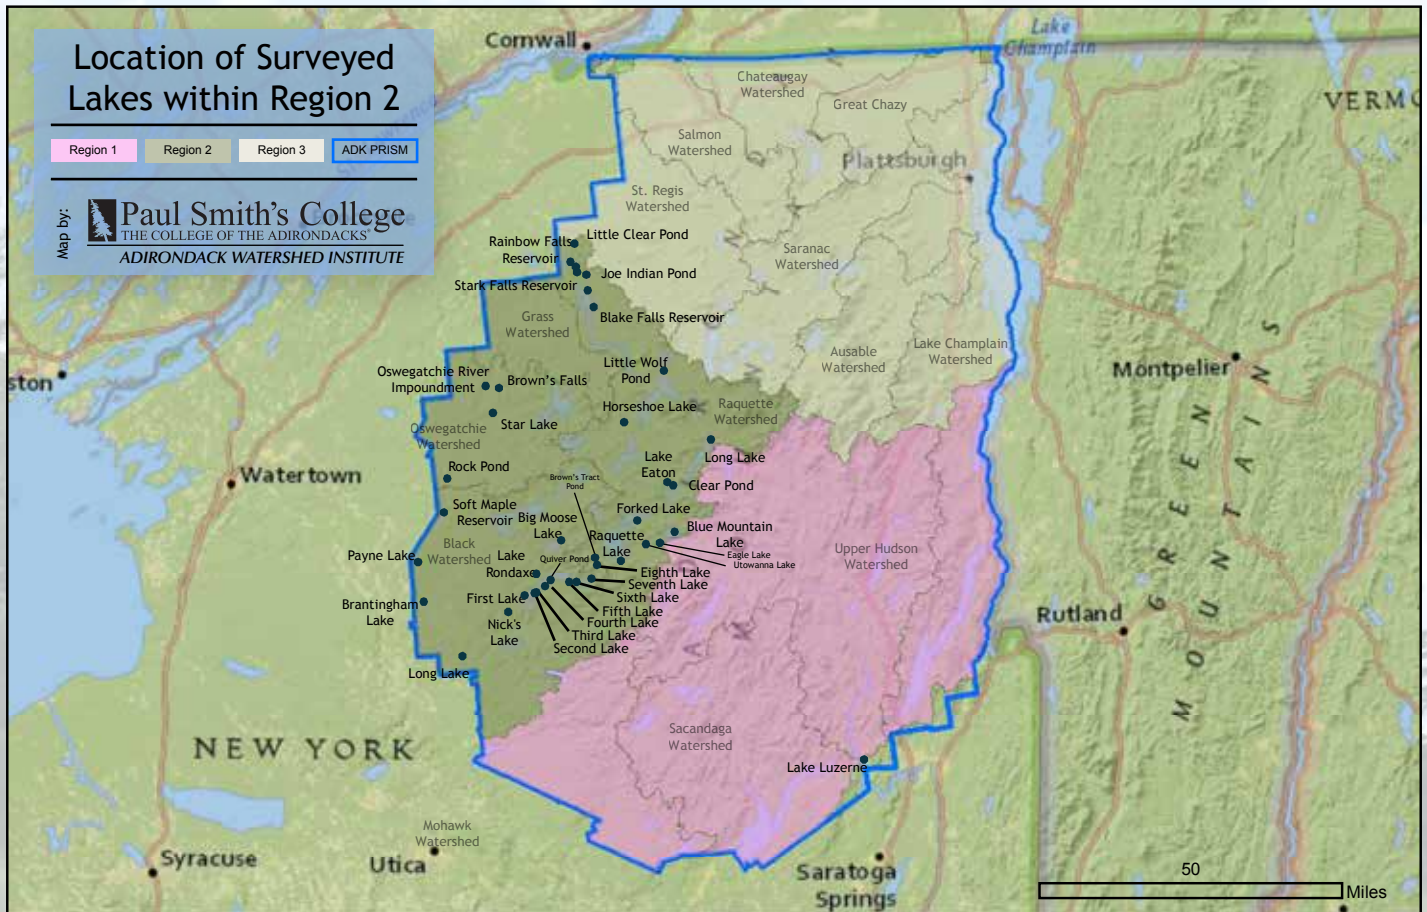 Location of Surveyed
Lakes within Region 2
Region 1
Region 2
Region 3
ADK PRISM
Map by:
Paul Smith's College
THE COLLEGE OF THE ADIRONDACKS
ADIRONDACK WATERSHED INSTITUTE
Cornwall
Lake
Champlain
Chateaugay
Watershed
Great Chazy
VERMO
Salmon
Watershed
Plattsburgh
St. Regis
Watershed
Little Clear Pond
Rainbow Falls
Reservoir
Saranac
Watershed
Joe Indian Pond
Stark Falls Reservoir
Grass
Watershed
Blake Falls Reservoir
Lake Champlain
Watershed
Ausable
Watershed
Little Wolf
Pond
Montpelier
ston
Oswegatchie River
Impoundment
Brown's Falls
Horseshoe Lake
Raquette
Watershed
Star Lake
Oswegatchie
Watershed
Long Lake
Lake
Eaton
Clear Pond
Rock Pond
Brown's Tract
Pond
Watertown
Soft Maple
Reservoir
Big Moose
Lake
Forked Lake
Blue Mountain
Lake
Raquette
Lake
Eagle Lake
Utowanna Lake
Upper Hudson
Watershed
Black
Watershed
Payne Lake
Lake
Rondaxe
Quiver Pond
Eighth Lake
Seventh Lake
Sixth Lake
Fifth Lake
Fourth Lake
Third Lake
Second Lake
First Lake
Brantingham
Lake
Nick's
Lake
Rutland
GREEN
MOUNTAINS
Long Lake
NEW YORK
Sacandaga
Watershed
Lake Luzerne
Mohawk
Watershed
Utica
Syracuse
Saratoga
Springs
50
Miles